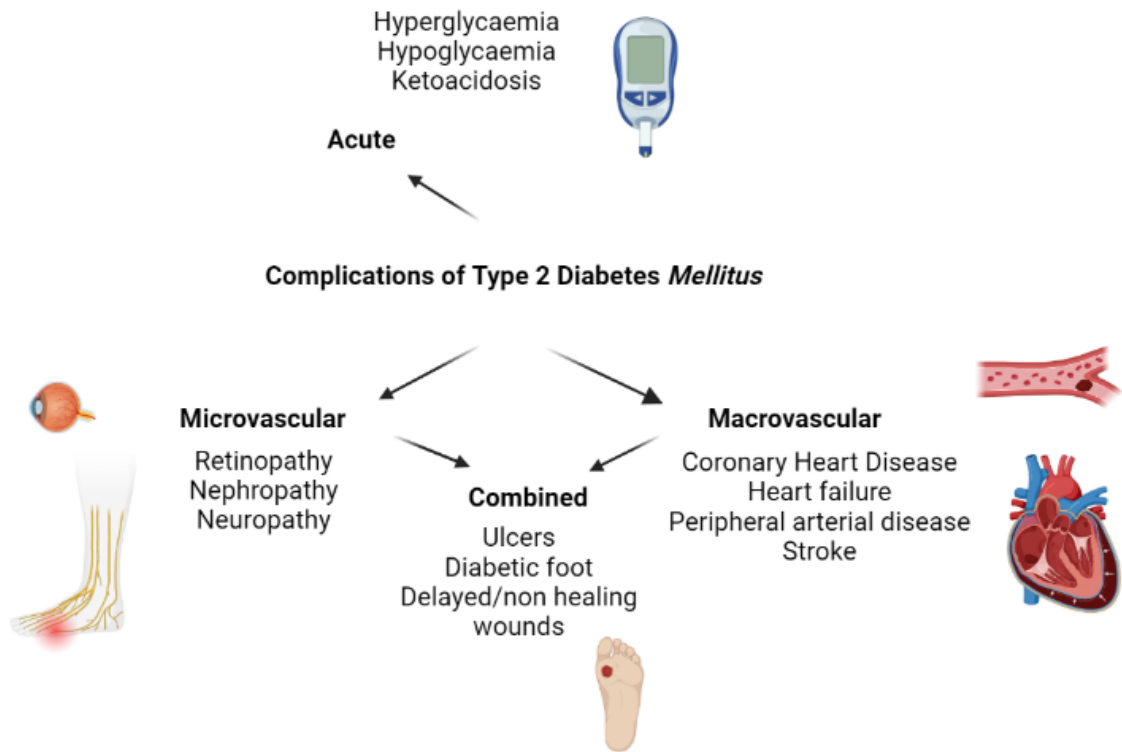 Hyperglycaemia
Hypoglycaemia
Ketoacidosis
Acute
Complications of Type 2 Diabetes Mellitus
Microvascular
Retinopathy
Nephropathy
Neuropathy
Macrovascular
Coronary Heart Disease
Heart failure
Peripheral arterial disease
Stroke
Combined
Ulcers
Diabetic foot
Delayed/non healing
wounds